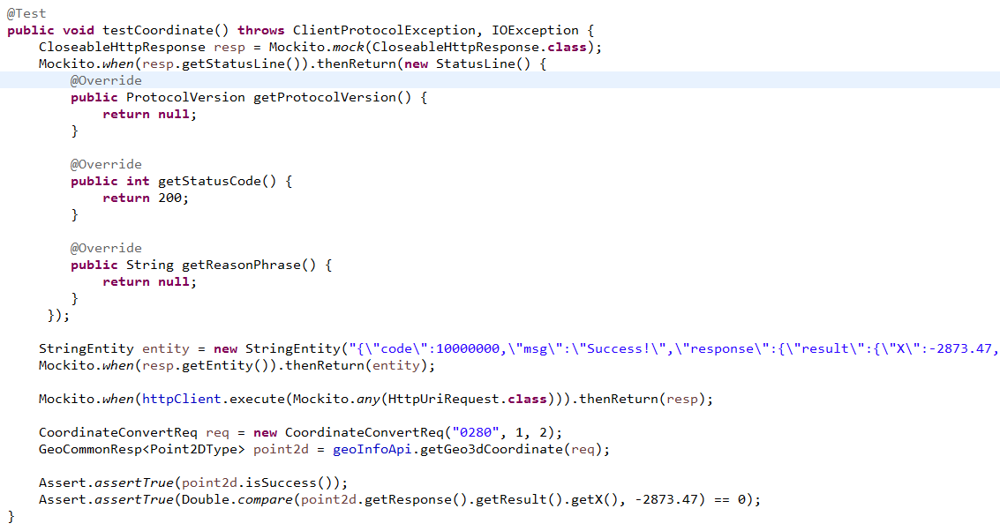 @Test
public void testCoordinate() throws ClientProtocolException, IOException {
    CloseableHttpResponse resp = Mockito.mock(CloseableHttpResponse.class);
    Mockito.when(resp.getStatusLine()).thenReturn(new StatusLine() {
        @Override
        public ProtocolVersion getProtocolVersion() {
            return null;
        }

        @Override
        public int getStatusCode() {
            return 200;
        }

        @Override
        public String getReasonPhrase() {
            return null;
        }
     });

    StringEntity entity = new StringEntity("{\"code\":10000000,\"msg\":\"Success!\",\"response\":{\"result\":{\"X\":-2873.47,
    Mockito.when(resp.getEntity()).thenReturn(entity);

    Mockito.when(httpClient.execute(Mockito.any(HttpUriRequest.class))).thenReturn(resp);

    CoordinateConvertReq req = new CoordinateConvertReq("0280", 1, 2);
    GeoCommonResp<Point2DType> point2d = geoInfoApi.getGeo3dCoordinate(req);

    Assert.assertTrue(point2d.isSuccess());
    Assert.assertTrue(Double.compare(point2d.getResponse().getResult().getX(), -2873.47) == 0);
}